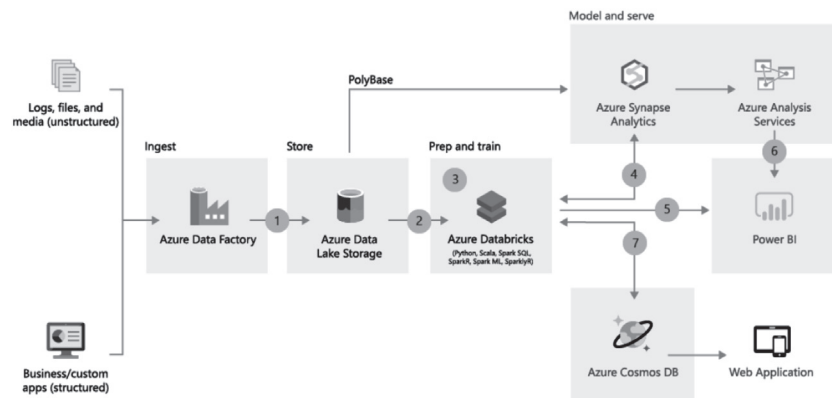 Model and serve
PolyBase
Logs, files, and
media (unstructured)
Azure Synapse
Analytics
Azure Analysis
Services
Ingest
Store
Prep and train
3
4
6
Azure Data Factory
1
Azure Data
Lake Storage
2
Azure Databricks
(Python, Scala, Spark SQL,
SparkR, Spark ML, SparklyR)
5
Power BI
7
Business/custom
apps (structured)
Azure Cosmos DB
Web Application